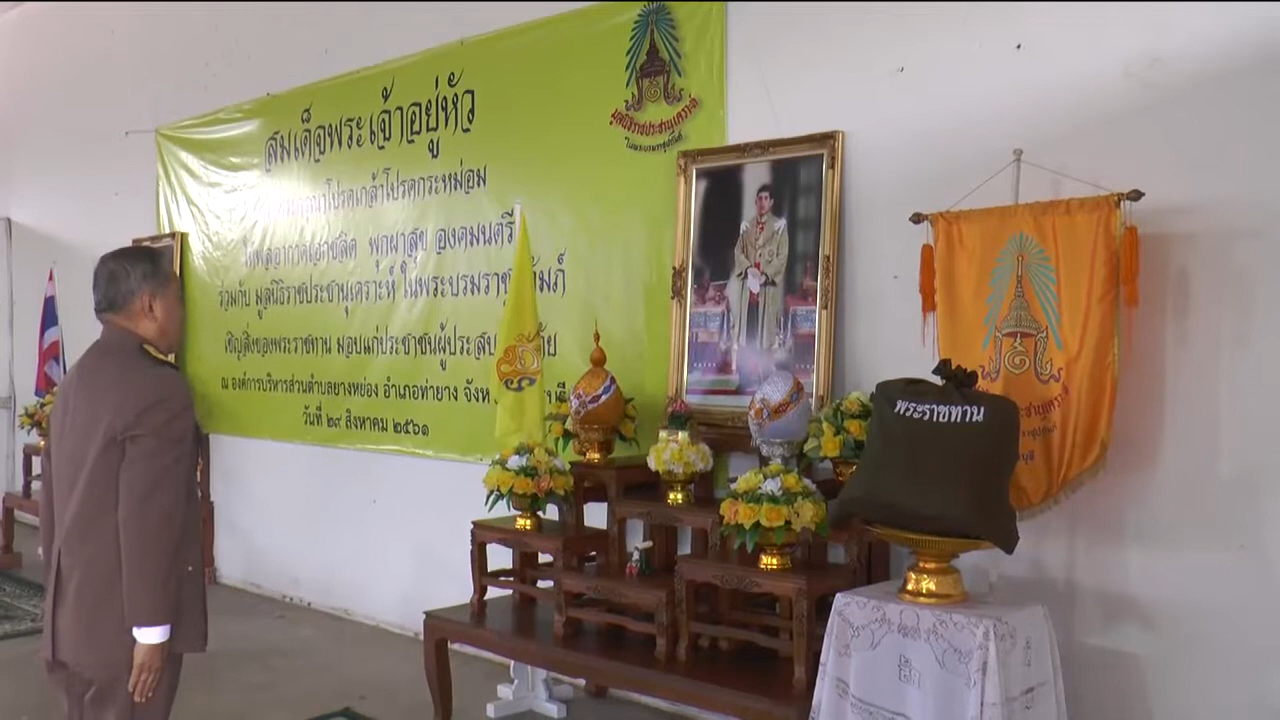 สมเด็จพระเจ้าอยู่หัว
โปรดเกล้าโปรดกระหม่อม
พุกผาสุข องคมนตรี
ร่วมกับ มูลนิธิราชประชานุเคราะห์ ในพระบรมราชูปถัมภ์
เชิญสิ่งของพระราชทาน มอบแก่ประชาชนผู้ประสบ
ณ องค์การบริหารส่วนตำบลยางหย่อง อำเภอท่ายาง
วันที่ ๒๙ สิงหาคม ๒๕๖๑
มูลนิธิราชประชานุเคราะห์
ในพระบรมราชูปถัมภ์
พระราชทาน